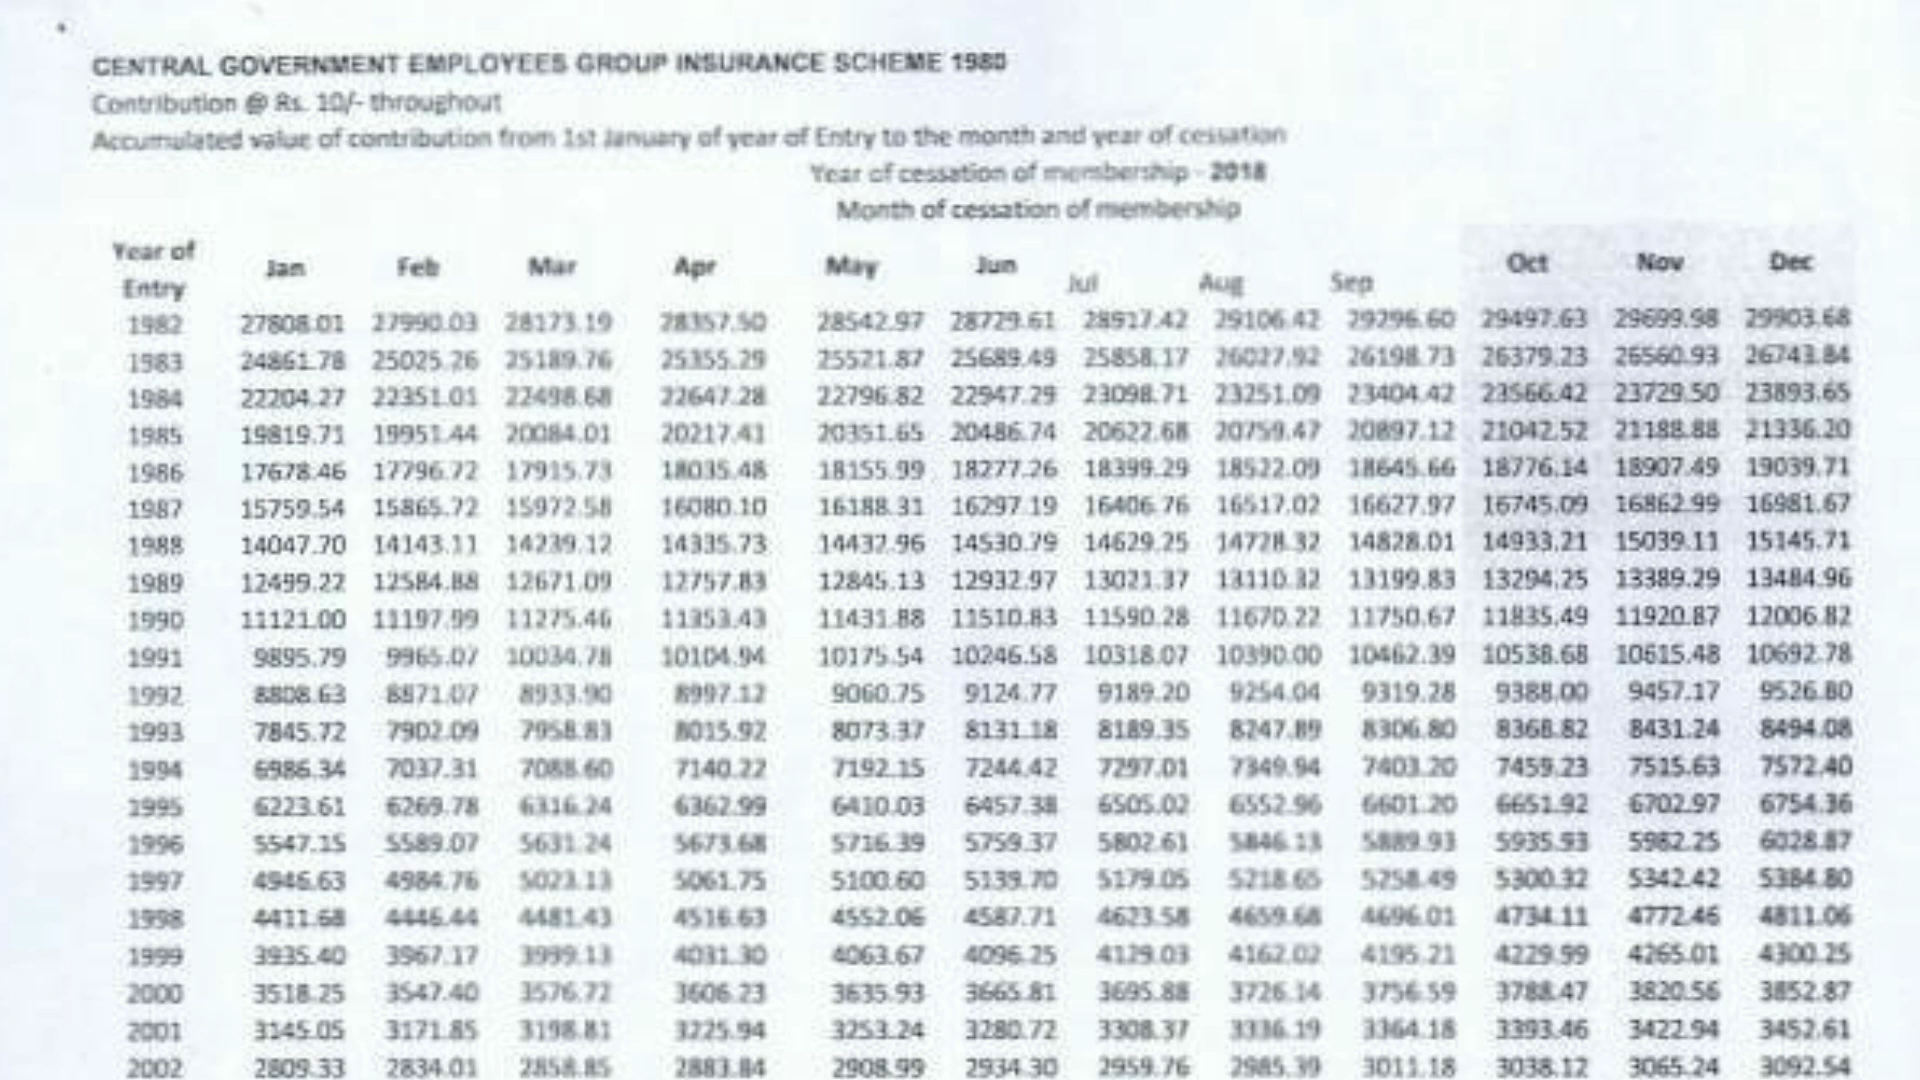 CENTRAL GOVERNMENT EMPLOYEES GROUP INSURANCE SCHEME 1980
Contribution @ Rs. 10/- throughout
Accumulated value of contribution from 1st January of year of Entry to the month and year of cessation
Year of cessation of membership - 2018
Month of cessation of membership
Year of Entry Jan Feb Mar Apr May Jun Jul Aug Sep Oct Nov Dec
1982 27808.01 27990.03 28173.19 28357.50 28542.97 28729.61 28917.42 29106.42 29296.60 29497.63 29699.98 29903.68
1983 24861.78 25025.26 25189.76 25355.29 25521.87 25689.49 25858.17 26027.92 26198.73 26379.23 26560.93 26743.84
1984 22204.27 22351.01 22498.68 22647.28 22796.82 22947.29 23098.71 23251.09 23404.42 23566.42 23729.50 23893.65
1985 19819.71 19951.44 20084.01 20217.41 20351.65 20486.74 20622.68 20759.47 20897.12 21042.52 21188.88 21336.20
1986 17678.46 17796.72 17915.73 18035.48 18155.99 18277.26 18399.29 18522.09 18645.66 18776.14 18907.49 19039.71
1987 15759.54 15865.72 15972.58 16080.10 16188.31 16297.19 16406.76 16517.02 16627.97 16745.09 16862.99 16981.67
1988 14047.70 14143.11 14239.12 14335.73 14432.96 14530.79 14629.25 14728.32 14828.01 14933.21 15039.11 15145.71
1989 12499.22 12584.88 12671.09 12757.83 12845.13 12932.97 13021.37 13110.32 13199.83 13294.25 13389.29 13484.96
1990 11121.00 11197.99 11275.46 11353.43 11431.88 11510.83 11590.28 11670.22 11750.67 11835.49 11920.87 12006.82
1991 9895.79 9965.07 10034.78 10104.94 10175.54 10246.58 10318.07 10390.00 10462.39 10538.68 10615.48 10692.78
1992 8808.63 8871.07 8933.90 8997.12 9060.75 9124.77 9189.20 9254.04 9319.28 9388.00 9457.17 9526.80
1993 7845.72 7902.09 7958.83 8015.92 8073.37 8131.18 8189.35 8247.89 8306.80 8368.82 8431.24 8494.08
1994 6986.34 7037.31 7088.60 7140.22 7192.15 7244.42 7297.01 7349.94 7403.20 7459.23 7515.63 7572.40
1995 6223.61 6269.78 6316.24 6362.99 6410.03 6457.38 6505.02 6552.96 6601.20 6651.92 6702.97 6754.36
1996 5547.15 5589.07 5631.24 5673.68 5716.39 5759.37 5802.61 5846.13 5889.93 5935.93 5982.25 6028.87
1997 4946.63 4984.76 5023.13 5061.75 5100.60 5139.70 5179.05 5218.65 5258.49 5300.32 5342.42 5384.80
1998 4411.68 4446.44 4481.43 4516.63 4552.06 4587.71 4623.58 4659.68 4696.01 4734.11 4772.46 4811.06
1999 3935.40 3967.17 3999.13 4031.30 4063.67 4096.25 4129.03 4162.02 4195.21 4229.99 4265.01 4300.25
2000 3518.25 3547.40 3576.72 3606.23 3635.93 3665.81 3695.88 3726.14 3756.59 3788.47 3820.56 3852.87
2001 3145.05 3171.85 3198.81 3225.94 3253.24 3280.72 3308.37 3336.19 3364.18 3393.46 3422.94 3452.61
2002 2809.33 2834.01 2858.85 2883.84 2908.99 2934.30 2959.76 2985.39 3011.18 3038.12 3065.24 3092.54